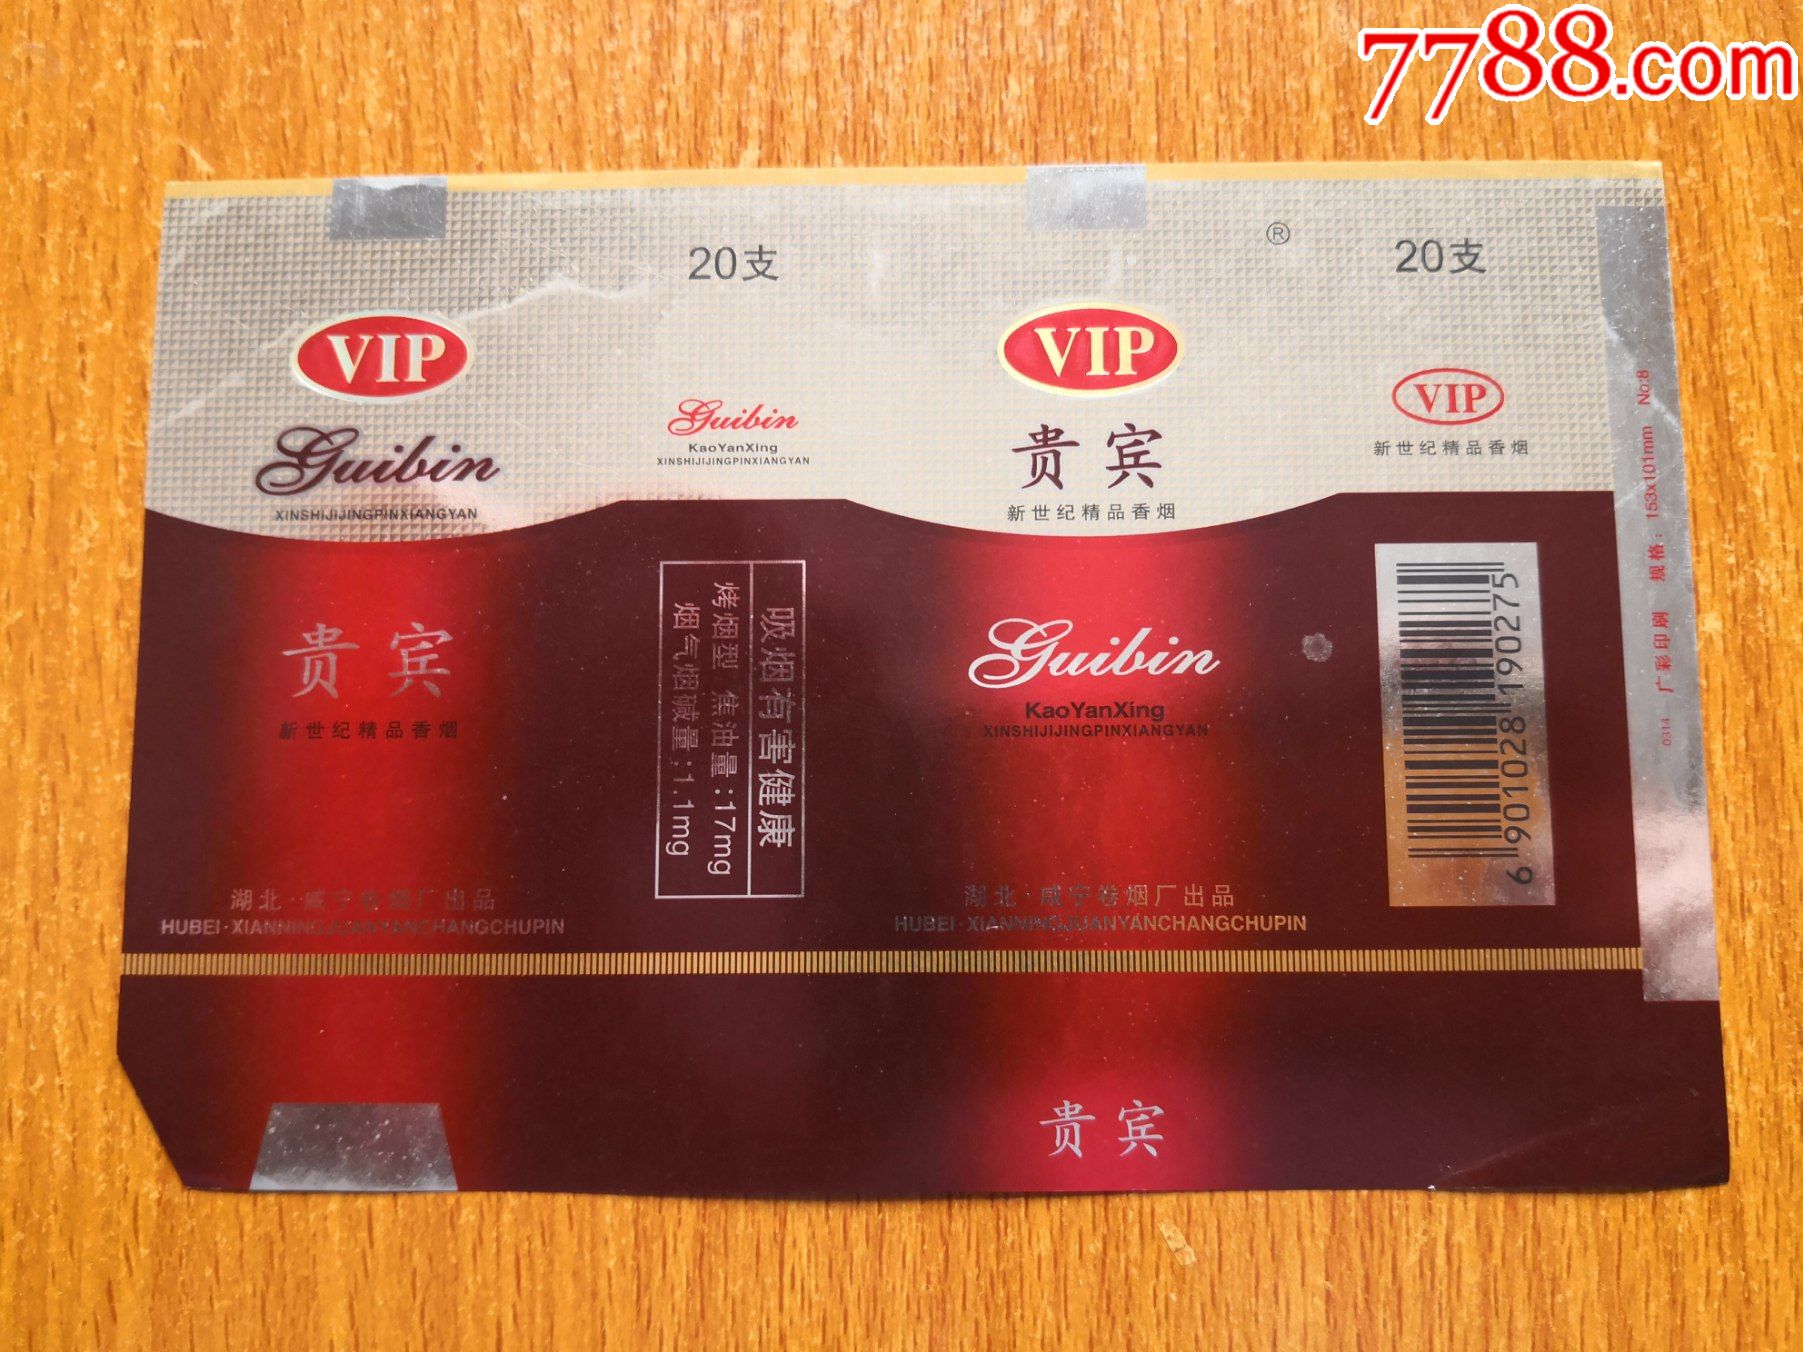 7788.com
VIP
Guibin
XINSHIJIJINGPINXIANGYAN
贵宾
新世纪精品香烟
湖北·咸宁卷烟厂出品
HUBEI·XIANNINGJUANYANCHANGCHUPIN
20支
Guibin
KaoYanXing
XINSHIJIJINGPINXIANGYAN
吸烟有害健康
烤烟型 焦油量:17mg
烟气烟碱量:1.1mg
®
VIP
贵宾
新世纪精品香烟
Guibin
KaoYanXing
XINSHIJIJINGPINXIANGYAN
湖北·咸宁卷烟厂出品
HUBEI·XIANNINGJUANYANCHANGCHUPIN
贵宾
20支
VIP
新世纪精品香烟
6 901028 190275
0314 广彩印刷 规格:153x101mm No:8